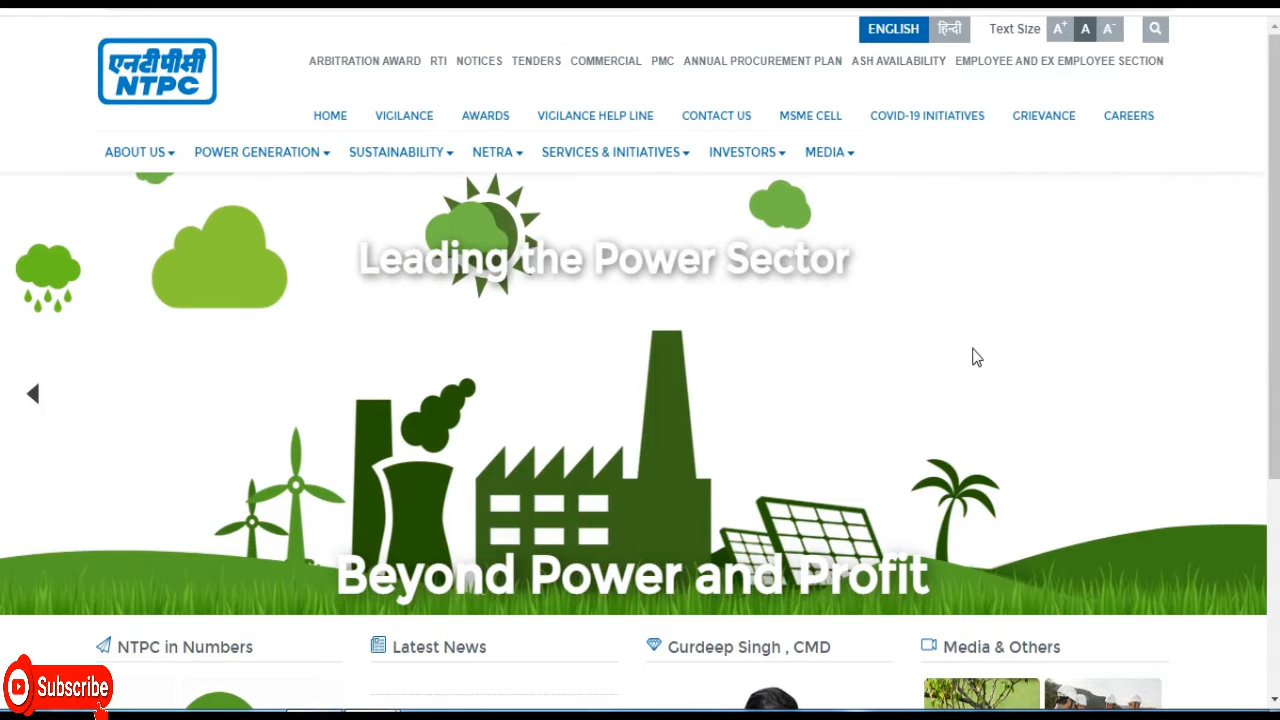 ENGLISH हिन्दी Text Size A+ A A-
एनटीपीसी
NTPC
ARBITRATION AWARD RTI NOTICES TENDERS COMMERCIAL PMC ANNUAL PROCUREMENT PLAN ASH AVAILABILITY EMPLOYEE AND EX EMPLOYEE SECTION
HOME VIGILANCE AWARDS VIGILANCE HELP LINE CONTACT US MSME CELL COVID-19 INITIATIVES GRIEVANCE CAREERS
ABOUT US POWER GENERATION SUSTAINABILITY NETRA SERVICES & INITIATIVES INVESTORS MEDIA
Leading the Power Sector
Beyond Power and Profit
NTPC in Numbers Latest News Gurdeep Singh , CMD Media & Others
Subscribe